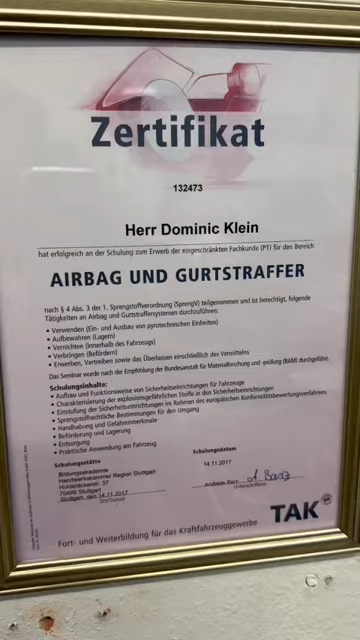 Zertifikat
132473
Herr Dominic Klein
hat erfolgreich an der Schulung zum Erwerb der eingeschränkten Fachkunde (P1) für den Bereich
AIRBAG UND GURTSTRAFFER
nach § 4 Abs. 3 der 1. Sprengstoffverordnung (SprengV) teilgenommen und ist berechtigt, folgende
Tätigkeiten an Airbag und Gurtstraffersystemen durchzuführen:
• Verwenden (Ein- und Ausbau von pyrotechnischen Einheiten)
• Aufbewahren (Lagern)
• Vernichten (innerhalb des Fahrzeugs)
• Verbringen (Befördern)
• Erwerben, Vertreiben sowie das Überlassen einschließlich des Vermittelns
Das Seminar wurde nach der Empfehlung der Bundesanstalt für Materialforschung und -prüfung (BAM) durchgeführt.
Schulungsinhalte:
• Aufbau und Funktionsweise von Sicherheitseinrichtungen für Fahrzeuge
• Charakterisierung der explosionsgefährlichen Stoffe in den Sicherheitseinrichtungen
• Einstufung der Sicherheitseinrichtungen im Rahmen des europäischen Konformitätsbewertungsverfahrens
• Sprengstoffrechtliche Bestimmungen für den Umgang
• Handhabung und Gefahrenmerkmale
• Beförderung und Lagerung
• Entsorgung
• Praktische Anwendung am Fahrzeug
Schulungsstätte
Bildungsakademie
Handwerkskammer Region Stuttgart
Holderäckerstr. 37
70499 Stuttgart
Stuttgart, den 14.11.2017
Schulungsdatum
14.11.2017
Andreas
TAK
Fort- und Weiterbildung für das Kraftfahrzeuggewerbe